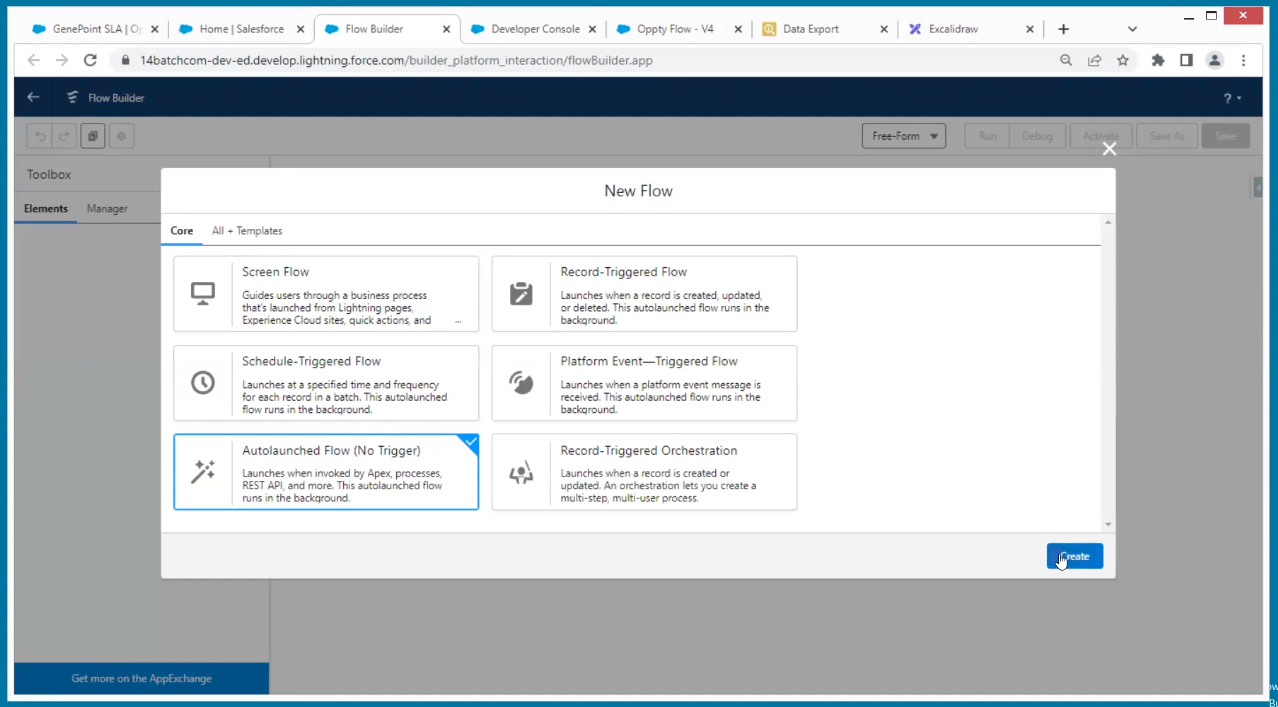 GenePoint SLA | O
Home | Salesforce
Flow Builder
Developer Console
Oppty Flow - V4
Data Export
Excalidraw
14batchcom-dev-ed.develop.lightning.force.com/builder_platform_interaction/flowBuilder.app
Flow Builder
?
Free-Form
Run
Debug
Activate
Save As
Save
Toolbox
Elements
Manager
New Flow
Core
All + Templates
Screen Flow
Guides users through a business process
that's launched from Lightning pages,
Experience Cloud sites, quick actions, and ...
Record-Triggered Flow
Launches when a record is created, updated,
or deleted. This autolaunched flow runs in the
background.
Schedule-Triggered Flow
Launches at a specified time and frequency
for each record in a batch. This autolaunched
flow runs in the background.
Platform Event—Triggered Flow
Launches when a platform event message is
received. This autolaunched flow runs in the
background.
Autolaunched Flow (No Trigger)
Launches when invoked by Apex, processes,
REST API, and more. This autolaunched flow
runs in the background.
Record-Triggered Orchestration
Launches when a record is created or
updated. An orchestration lets you create a
multi-step, multi-user process.
Create
Get more on the AppExchange